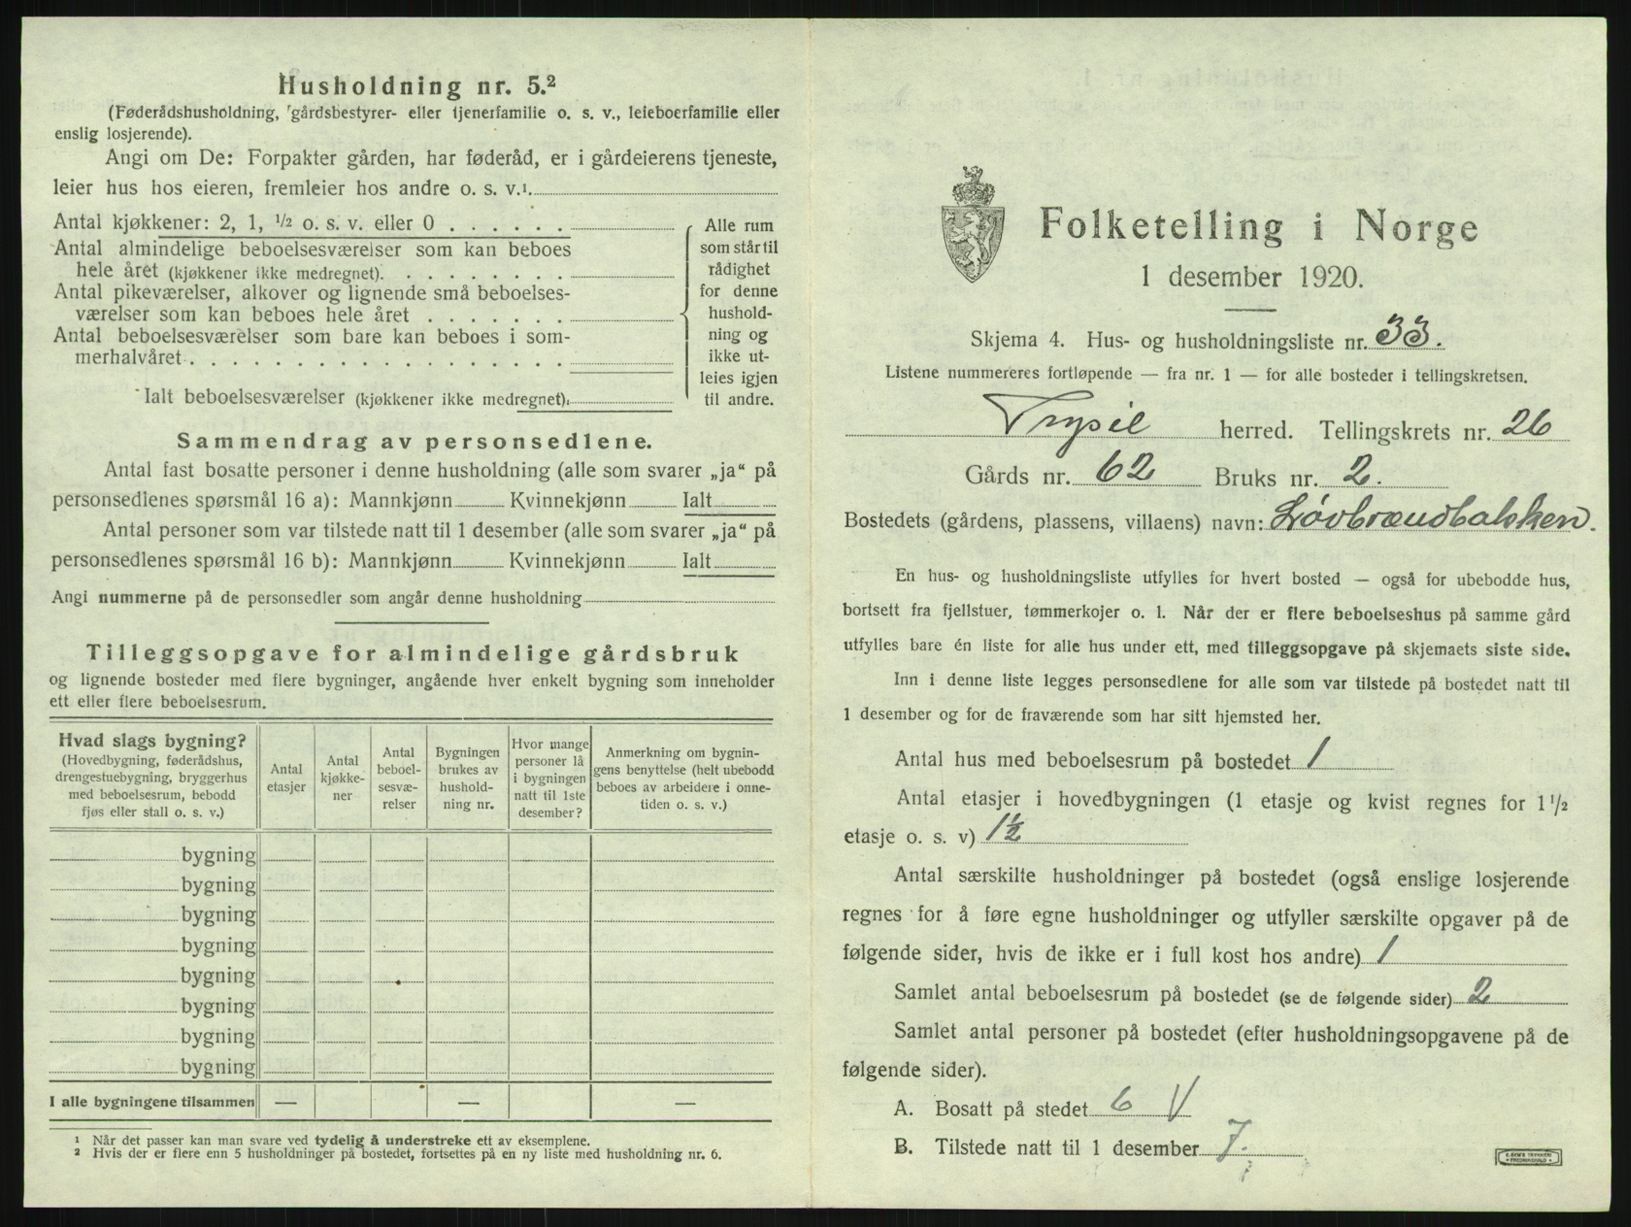 Husholdning nr. 5.²
(Føderådshusholdning, gårdsbestyrer- eller tjenerfamilie o. s. v., leieboerfamilie eller
enslig losjerende).
Angi om De: Forpakter gården, har føderåd, er i gårdeierens tjeneste,
leier hus hos eieren, fremleier hos andre o. s. v.¹.
Antal kjøkkener: 2, 1, ¹/₂ o. s. v. eller 0 . . . . . .
Antal almindelige beboelsesværelser som kan beboes
hele året (kjøkkener ikke medregnet). . . . . . . . .
Antal pikeværelser, alkover og lignende små beboelses-
værelser som kan beboes hele året . . . . . . .
Antal beboelsesværelser som bare kan beboes i som-
merhalvåret . . . . . . . . . . . . . . . . .
Ialt beboelsesværelser (kjøkkener ikke medregnet).
Alle rum
som står til
rådighet
for denne
hushold-
ning og
ikke ut-
leies igjen
til andre.
Sammendrag av personsedlene.
Antal fast bosatte personer i denne husholdning (alle som svarer „ja“ på
personsedlenes spørsmål 16 a): Mannkjønn Kvinnekjønn Ialt
Antal personer som var tilstede natt til 1 desember (alle som svarer „ja“ på
personsedlenes spørsmål 16 b): Mannkjønn Kvinnekjønn Ialt
Angi nummerne på de personsedler som angår denne husholdning
Tilleggsopgave for almindelige gårdsbruk
og lignende bosteder med flere bygninger, angående hver enkelt bygning som inneholder
ett eller flere beboelsesrum.
Hvad slags bygning?
(Hovedbygning, føderådshus,
drengestuebygning, bryggerhus
med beboelsesrum, bebodd
fjøs eller stall o. s. v.)
Antal
etasjer
Antal
kjøkke-
ner
Antal
beboel-
sesvæ-
relser
Bygningen
brukes av
hushold-
ning nr.
Hvor mange
personer lå
i bygningen
natt til 1ste
desember?
Anmerkning om bygnin-
gens benyttelse (helt ubebodd
beboes av arbeidere i onne-
tiden o. s. v.)
bygning
bygning
bygning
bygning
bygning
bygning
bygning
bygning
I alle bygningene tilsammen — — —
¹ Når det passer kan man svare ved tydelig å understreke ett av eksemplene.
² Hvis der er flere enn 5 husholdninger på bostedet, fortsettes på en ny liste med husholdning nr. 6.
Folketelling i Norge
1 desember 1920.
Skjema 4. Hus- og husholdningsliste nr. 33.
Listene nummereres fortløpende — fra nr. 1 — for alle bosteder i tellingskretsen.
Trysil herred. Tellingskrets nr. 26
Gårds nr. 62 Bruks nr. 2.
Bostedets (gårdens, plassens, villaens) navn: Løvbrændbakken.
En hus- og husholdningsliste utfylles for hvert bosted — også for ubebodde hus,
bortsett fra fjellstuer, tømmerkojer o. l. Når der er flere beboelseshus på samme gård
utfylles bare én liste for alle hus under ett, med tilleggsopgave på skjemaets siste side.
Inn i denne liste legges personsedlene for alle som var tilstede på bostedet natt til
1 desember og for de fraværende som har sitt hjemsted her.
Antal hus med beboelsesrum på bostedet 1
Antal etasjer i hovedbygningen (1 etasje og kvist regnes for 1 ¹/₂
etasje o. s. v) 1½
Antal særskilte husholdninger på bostedet (også enslige losjerende
regnes for å føre egne husholdninger og utfyller særskilte opgaver på de
følgende sider, hvis de ikke er i full kost hos andre) 1
Samlet antal beboelsesrum på bostedet (se de følgende sider) 2
Samlet antal personer på bostedet (efter husholdningsopgavene på de
følgende sider).
A. Bosatt på stedet 6 V
B. Tilstede natt til 1 desember 7